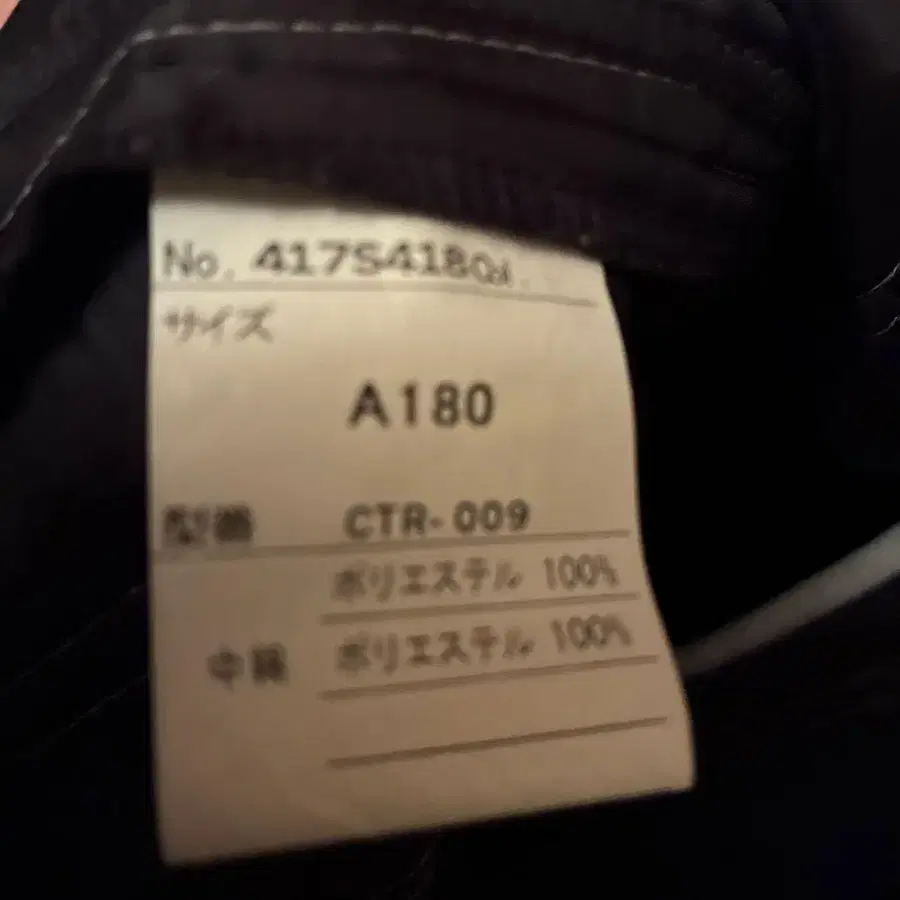 No. 417S418Qd.
サイズ
A180
型番 CTR-009
ポリエステル 100%
中綿 ポリエステル 100%